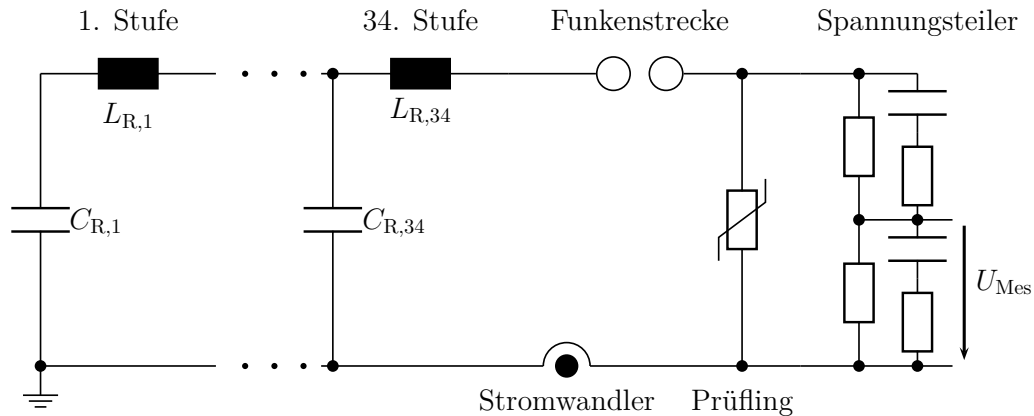 1. Stufe 34. Stufe Funkenstrecke Spannungsteiler
L_R,1 L_R,34
C_R,1 C_R,34
U_Mes
Stromwandler Prüfling